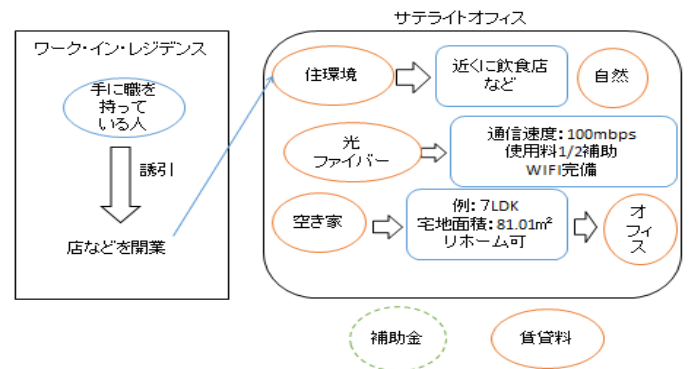 サテライトオフィス
ワーク・イン・レジデンス
手に職を
持って
いる人
誘引
店などを開業
住環境
近くに飲食店
など
自然
光
ファイバー
通信速度：100mbps
使用料1/2補助
WIFI完備
空き家
例：7LDK
宅地面積：81.01㎡
リホーム可
オ
フィ
ス
補助金
賃貸料